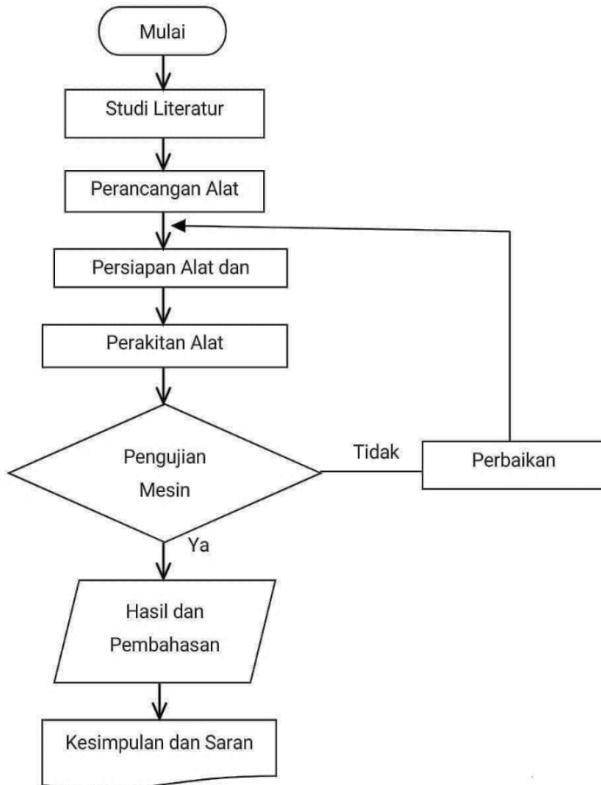 Mulai
Studi Literatur
Perancangan Alat
Persiapan Alat dan
Perakitan Alat
Pengujian
Mesin
Tidak
Perbaikan
Ya
Hasil dan
Pembahasan
Kesimpulan dan Saran